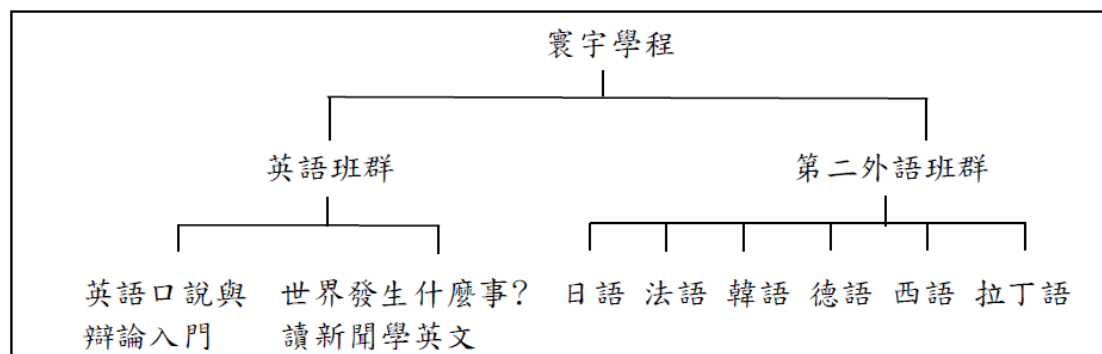 寰宇學程
英語班群
第二外語班群
英語口說與
辯論入門
世界發生什麼事?
讀新聞學英文
日語
法語
韓語
德語
西語
拉丁語